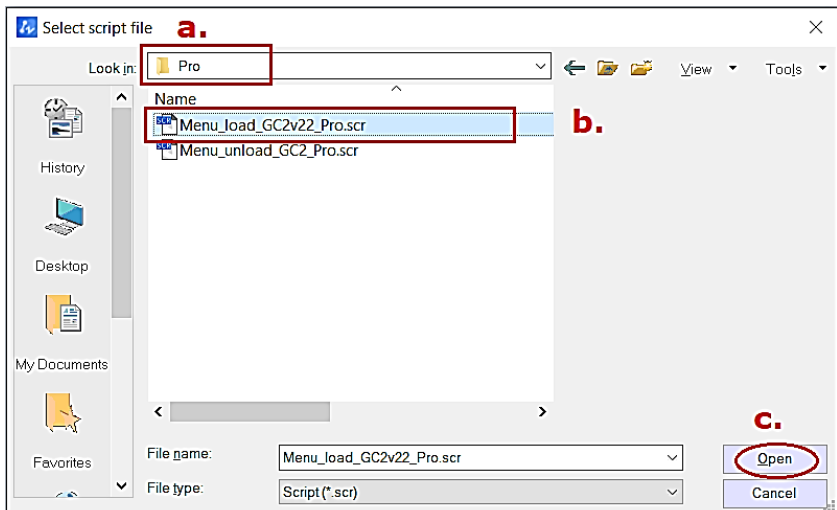 Select script file a.
Look in: Pro View Tools
Name
Menu_load_GC2v22_Pro.scr b.
Menu_unload_GC2_Pro.scr
History
Desktop
My Documents
Favorites
c.
File name: Menu_load_GC2v22_Pro.scr Open
File type: Script (*.scr) Cancel